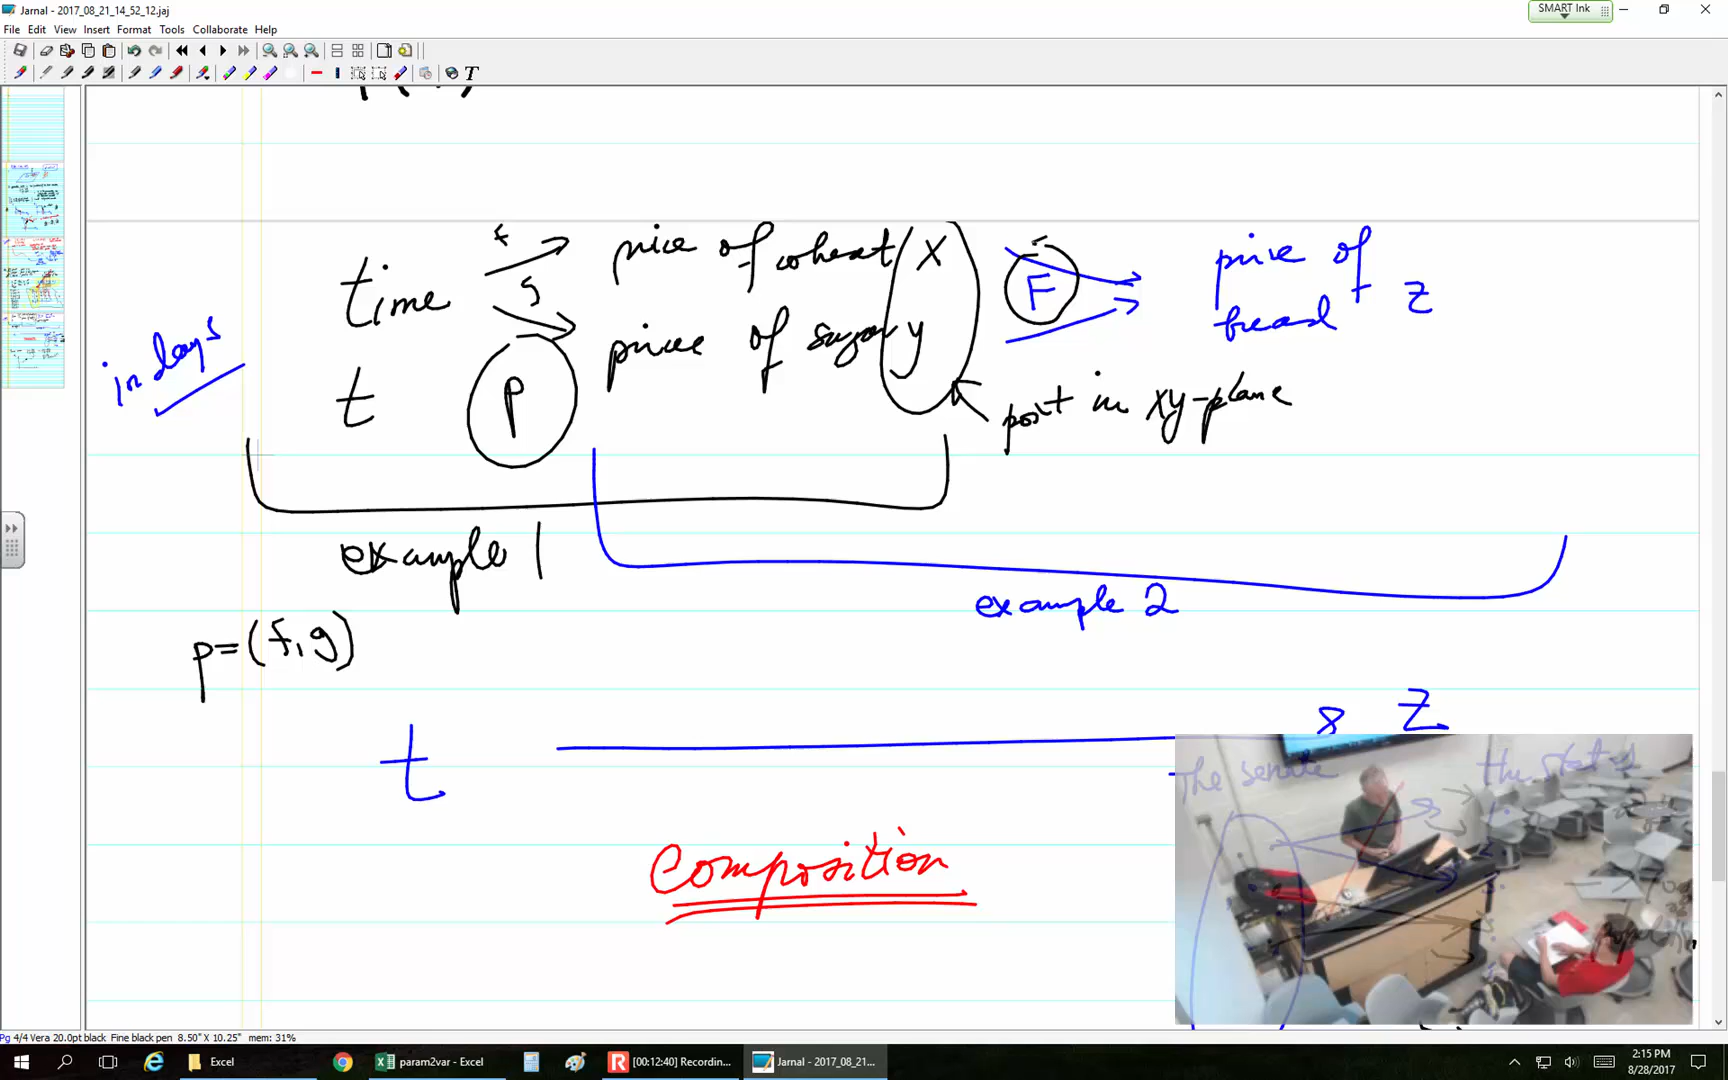 Jarnal - 2017_08_21_14_52_12.jaj
SMART Ink
File Edit View Insert Format Tools Collaborate Help
time f price of wheat x F price of
g price of sugar y bread z
in days
t p point in xy-plane
example 1
example 2
p=(f,g)
t z
The senate
Composition
Pg 4/4 Vera 20.0pt black Fine black pen 8.50" X 10.25" mem: 31%
Excel param2var - Excel [00:12:40] Recordin... Jarnal - 2017_08_21... 2:15 PM
8/28/2017